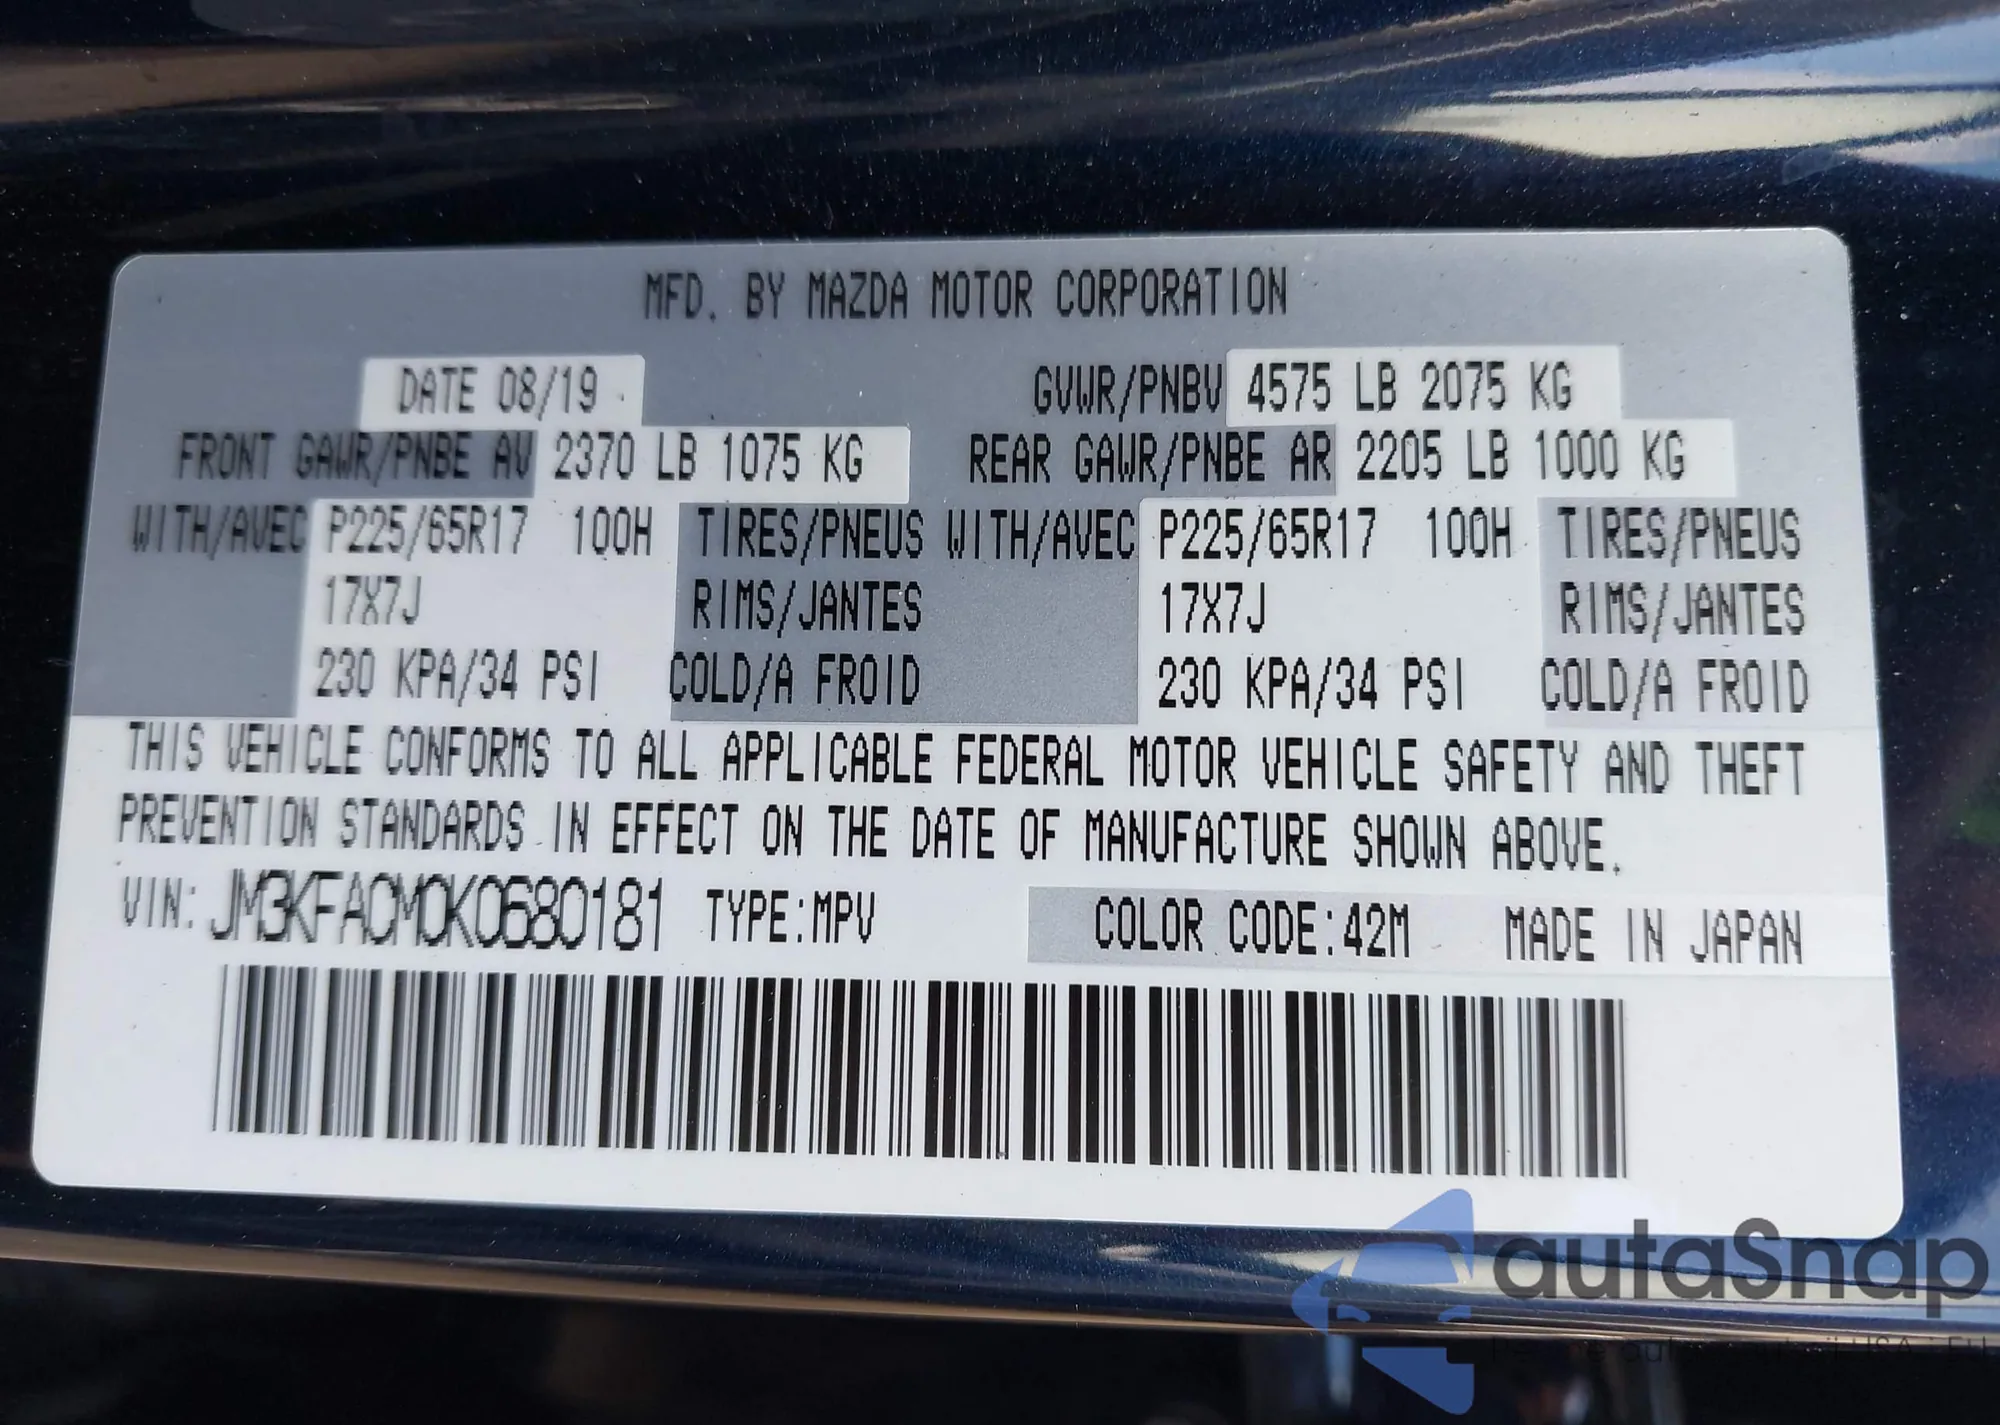 MFD. BY MAZDA MOTOR CORPORATION
DATE 08/19 GVWR/PNBV 4575 LB 2075 KG
FRONT GAWR/PNBE AV 2370 LB 1075 KG REAR GAWR/PNBE AR 2205 LB 1000 KG
WITH/AVEC P225/65R17 100H TIRES/PNEUS WITH/AVEC P225/65R17 100H TIRES/PNEUS
17X7J RIMS/JANTES 17X7J RIMS/JANTES
230 KPA/34 PSI COLD/A FROID 230 KPA/34 PSI COLD/A FROID
THIS VEHICLE CONFORMS TO ALL APPLICABLE FEDERAL MOTOR VEHICLE SAFETY AND THEFT
PREVENTION STANDARDS IN EFFECT ON THE DATE OF MANUFACTURE SHOWN ABOVE.
VIN: JM3KFACM0K0680181 TYPE:MPV COLOR CODE:42M MADE IN JAPAN
autaSnap